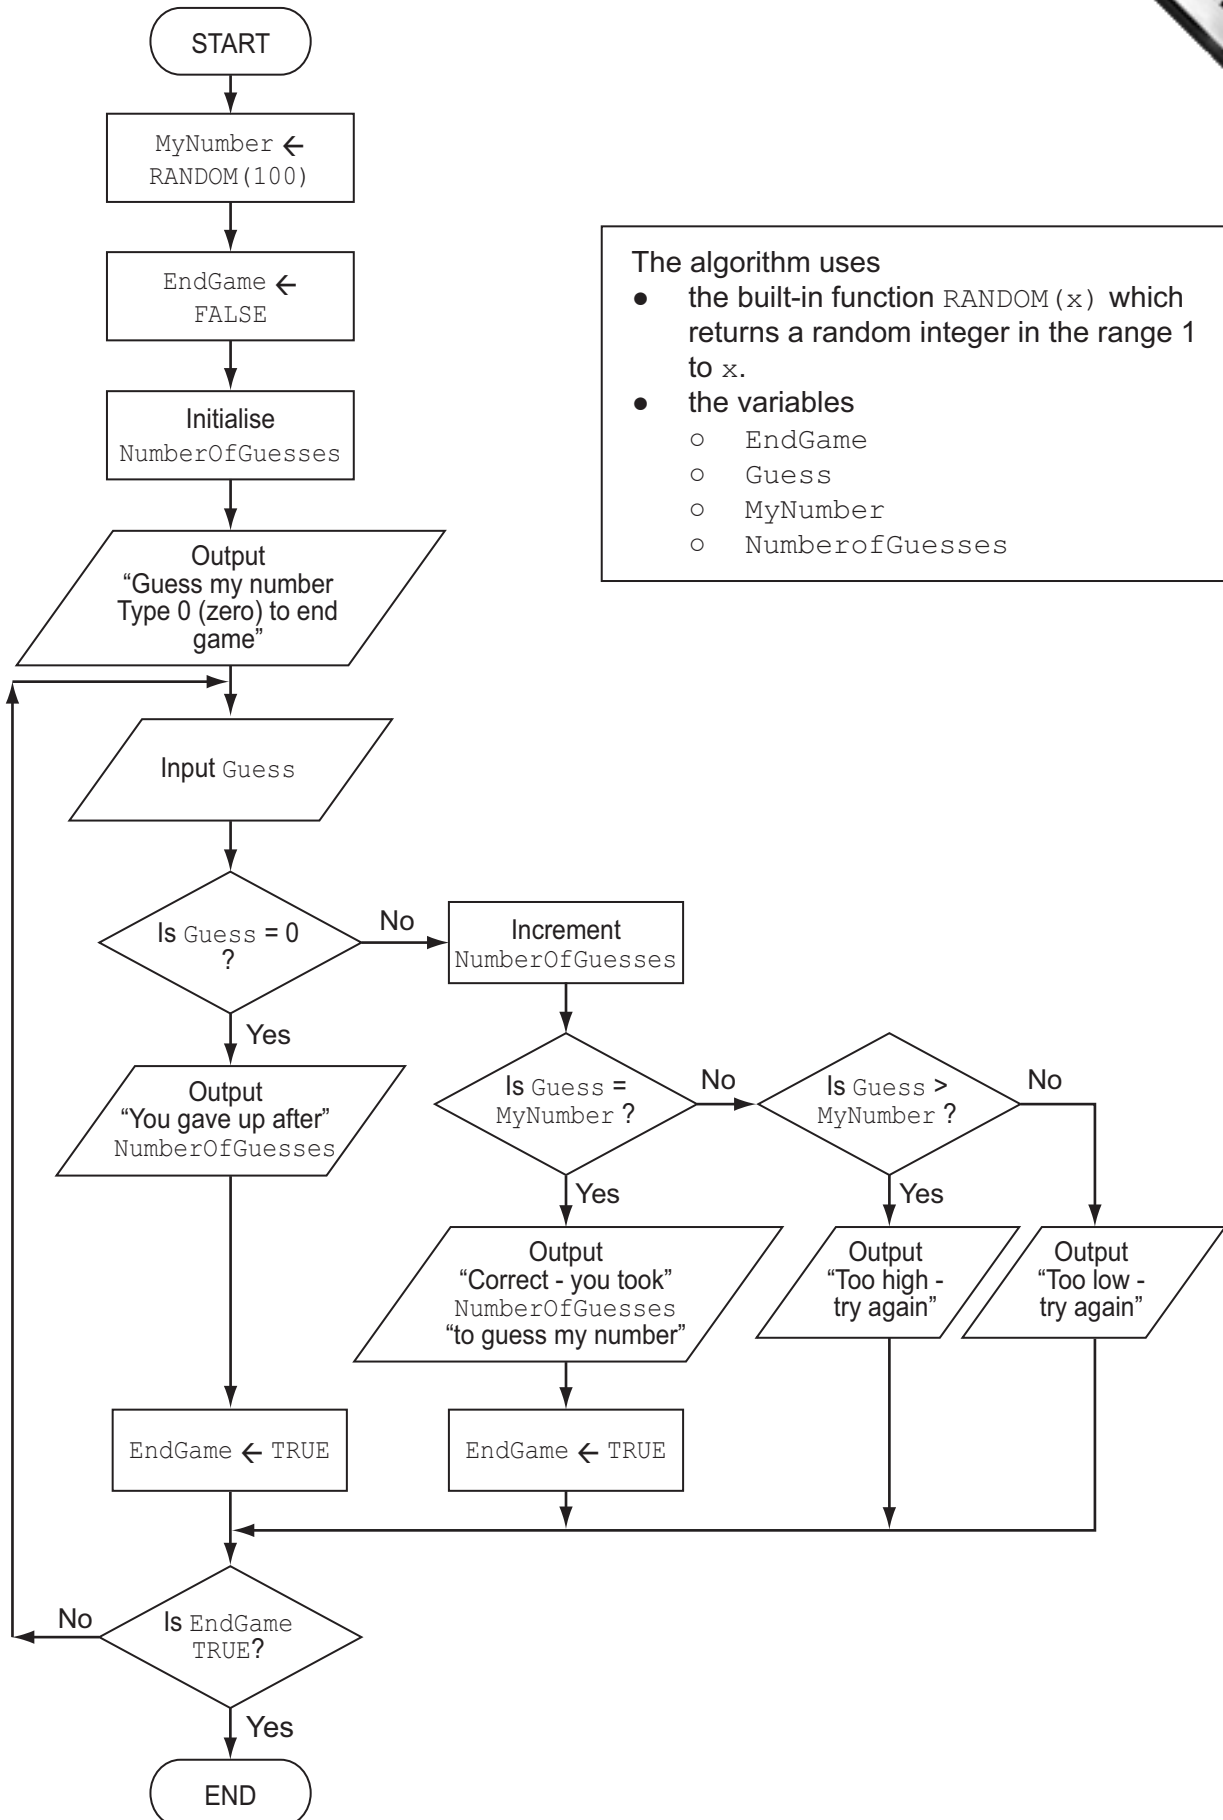 START
MyNumber ←
RANDOM(100)
EndGame ←
FALSE
Initialise
NumberOfGuesses
Output
“Guess my number
Type 0 (zero) to end
game”
The algorithm uses
● the built-in function RANDOM(x) which
returns a random integer in the range 1
to x.
● the variables
○ EndGame
○ Guess
○ MyNumber
○ NumberofGuesses
Input Guess
Is Guess = 0
?
No
Increment
NumberOfGuesses
Yes
Output
“You gave up after”
NumberOfGuesses
Is Guess =
MyNumber ?
No
Is Guess >
MyNumber ?
No
Yes
Yes
Output
“Correct - you took”
NumberOfGuesses
“to guess my number”
Output
“Too high -
try again”
Output
“Too low -
try again”
EndGame ← TRUE
EndGame ← TRUE
Is EndGame
TRUE?
No
Yes
END